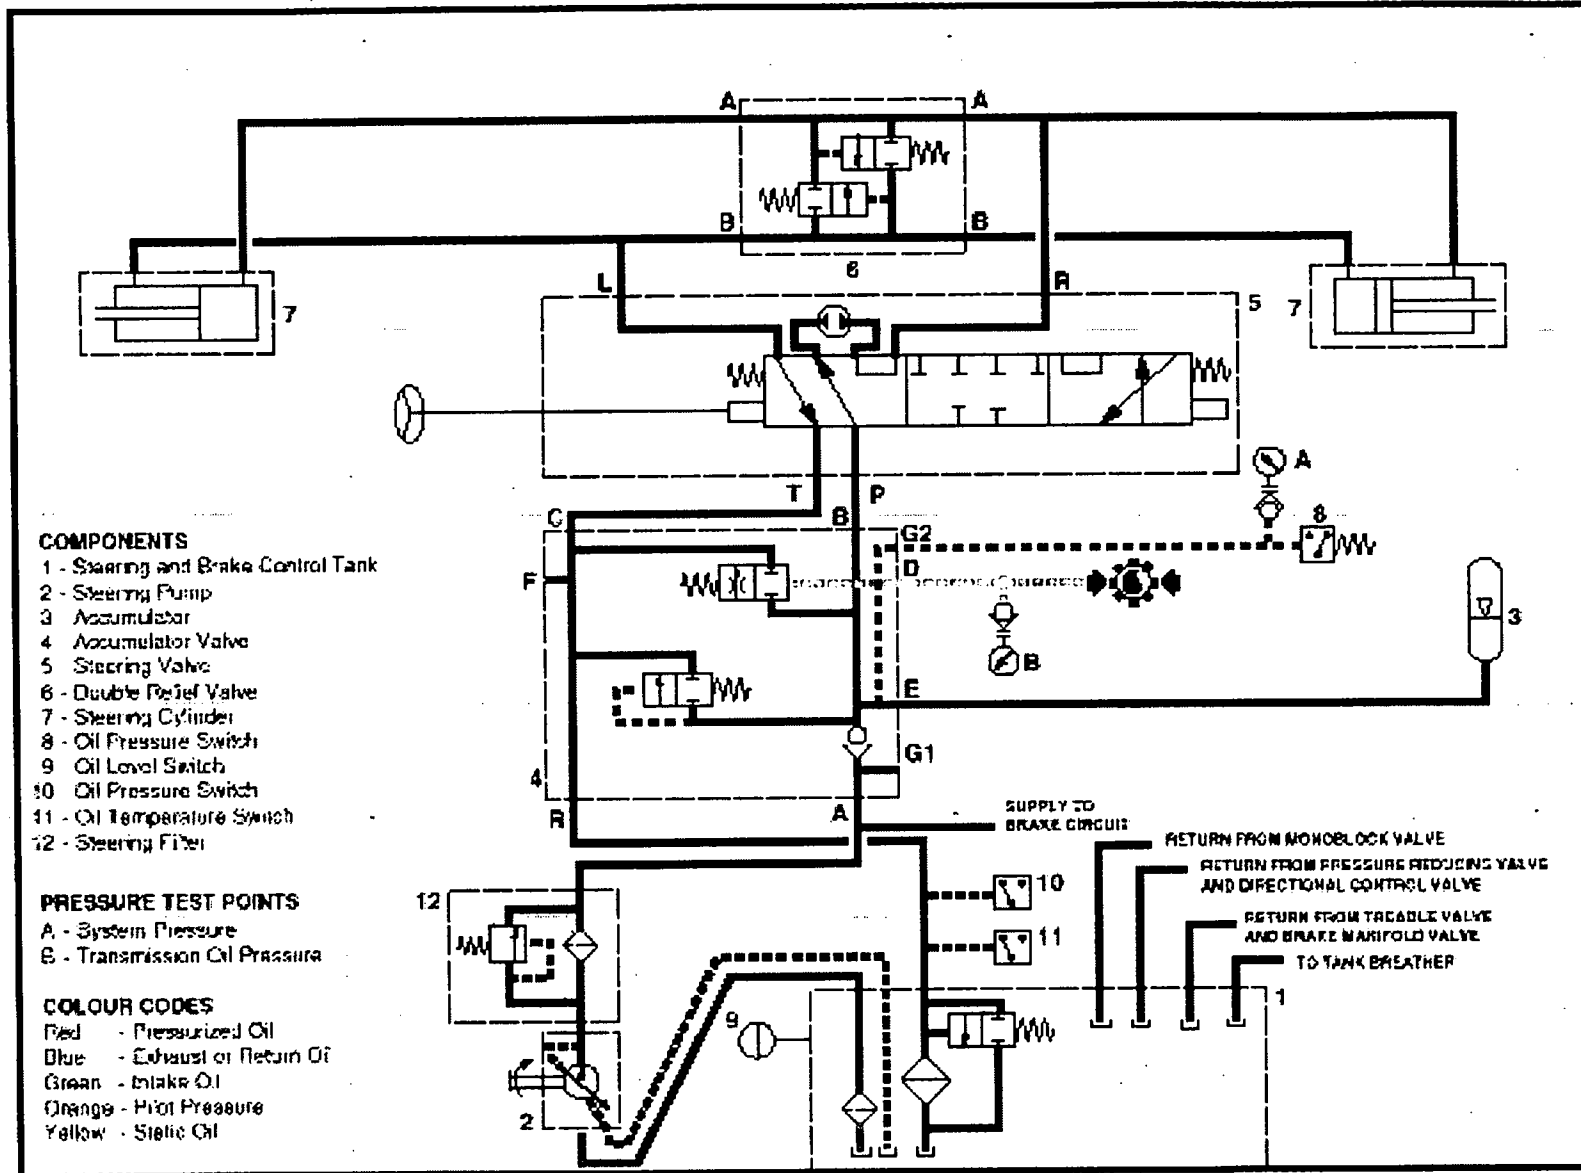 A
A
B
B
6
L
R
5
7
7
A
T
P
C
B
8
G2
D
F
B
3
E
G1
4
R
A
COMPONENTS
1 - Steering and Brake Control Tank
2 - Steering Pump
3 Accumulator
4 Accumulator Valve
5 Steering Valve
6 - Double Relief Valve
7 - Steering Cylinder
8 - Oil Pressure Switch
9 Oil Level Switch
10 Oil Pressure Switch
11 - Oil Temperature Switch
12 - Steering Filter
PRESSURE TEST POINTS
A - System Pressure
B - Transmission Oil Pressure
COLOUR CODES
Red - Pressurized Oil
Blue - Exhaust or Return Oil
Green - Intake Oil
Orange - Pilot Pressure
Yellow - Static Oil
SUPPLY TO
BRAKE CIRCUIT
RETURN FROM MONOBLOCK VALVE
RETURN FROM PRESSURE REDUCING VALVE
AND DIRECTIONAL CONTROL VALVE
RETURN FROM TREADLE VALVE
AND BRAKE MANIFOLD VALVE
TO TANK BREATHER
12
10
11
9
1
2